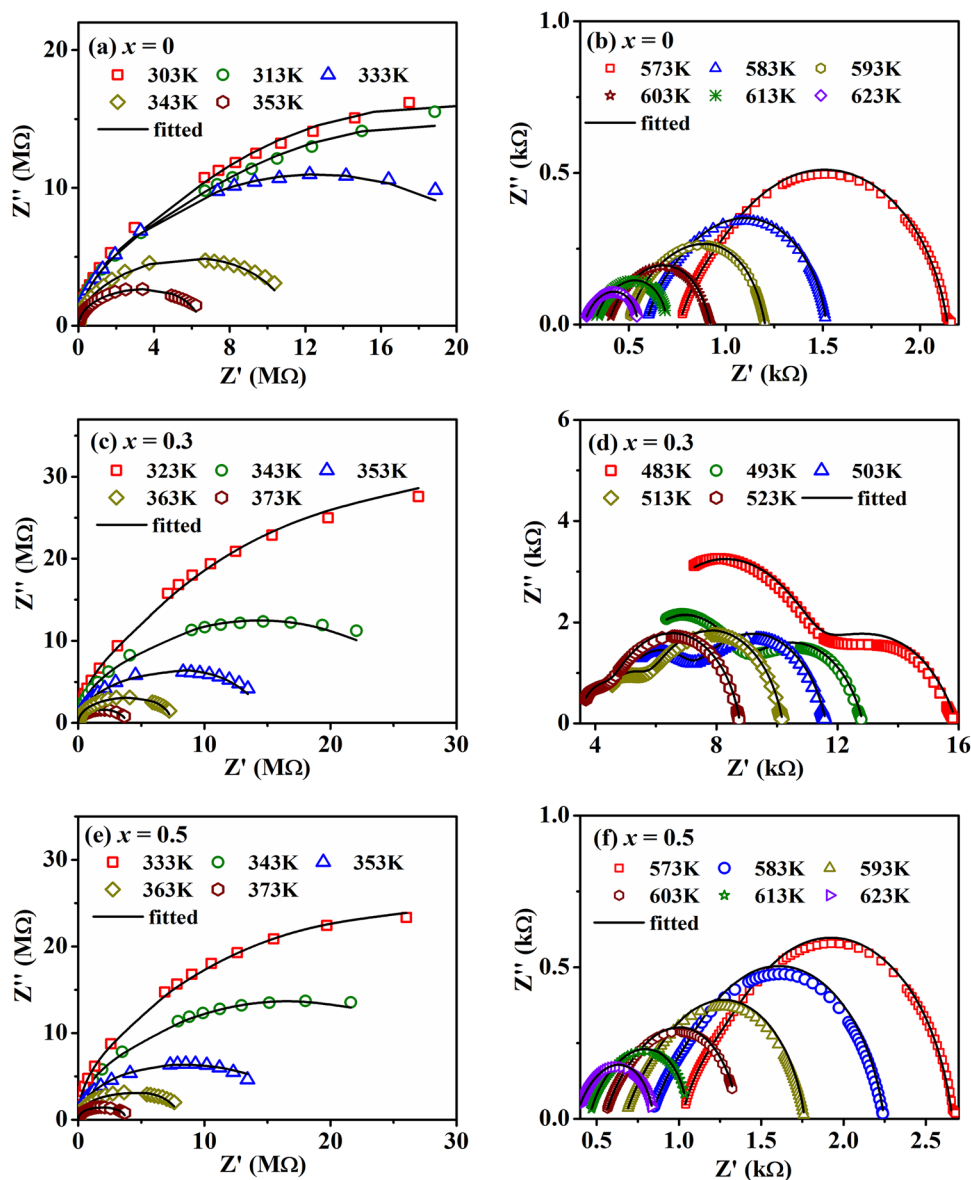 (a) x = 0
303K 313K 333K
343K 353K
fitted
20
10
0
Z'' (MΩ)
0 4 8 12 16 20
Z' (MΩ)
(b) x = 0
573K 583K 593K
603K 613K 623K
fitted
1.0
0.5
0.0
Z'' (kΩ)
0.5 1.0 1.5 2.0
Z' (kΩ)
(c) x = 0.3
323K 343K 353K
363K 373K
fitted
30
20
10
0
Z'' (MΩ)
0 10 20 30
Z' (MΩ)
(d) x = 0.3
483K 493K 503K
513K 523K fitted
6
4
2
0
Z'' (kΩ)
4 8 12 16
Z' (kΩ)
(e) x = 0.5
333K 343K 353K
363K 373K
fitted
30
20
10
0
Z'' (MΩ)
0 10 20 30
Z' (MΩ)
(f) x = 0.5
573K 583K 593K
603K 613K 623K
fitted
1.0
0.5
0.0
Z'' (kΩ)
0.5 1.0 1.5 2.0 2.5
Z' (kΩ)